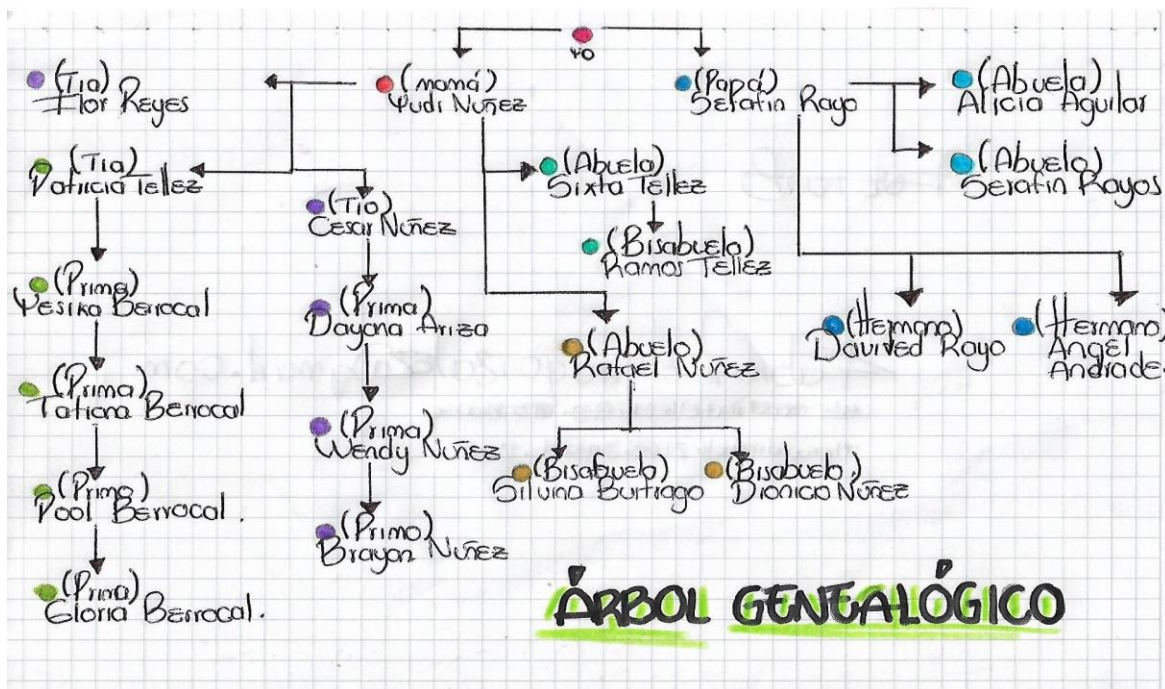 YO
(Tia)
Flor Reyes
(mamá)
Yudi Nuñez
(Papá)
Serafin Rayo
(Abuela)
Alicia Aguilar
(Abuelo)
Serafin Rayos
(Tia)
Patricia Tellez
(Tio)
Cesar Nuñez
(Abuela)
Sixta Tellez
(Bisabuelo)
Ramos Tellez
(Prima)
Yesika Berrocal
(Prima)
Dayana Ariza
(Abuelo)
Rafael Nuñez
(Hermano)
Davived Rayo
(Hermano)
Angel
Andrade.
(Prima)
Tatiana Berrocal
(Prima)
Wendy Nuñez
(Bisabuelo)
Silvina Buitrago
(Bisabuelo)
Dionicio Nuñez
(Primo)
Pool Berrocal.
(Primo)
Brayan Nuñez
(Prima)
Gloria Berrocal.
ÁRBOL GENEALÓGICO